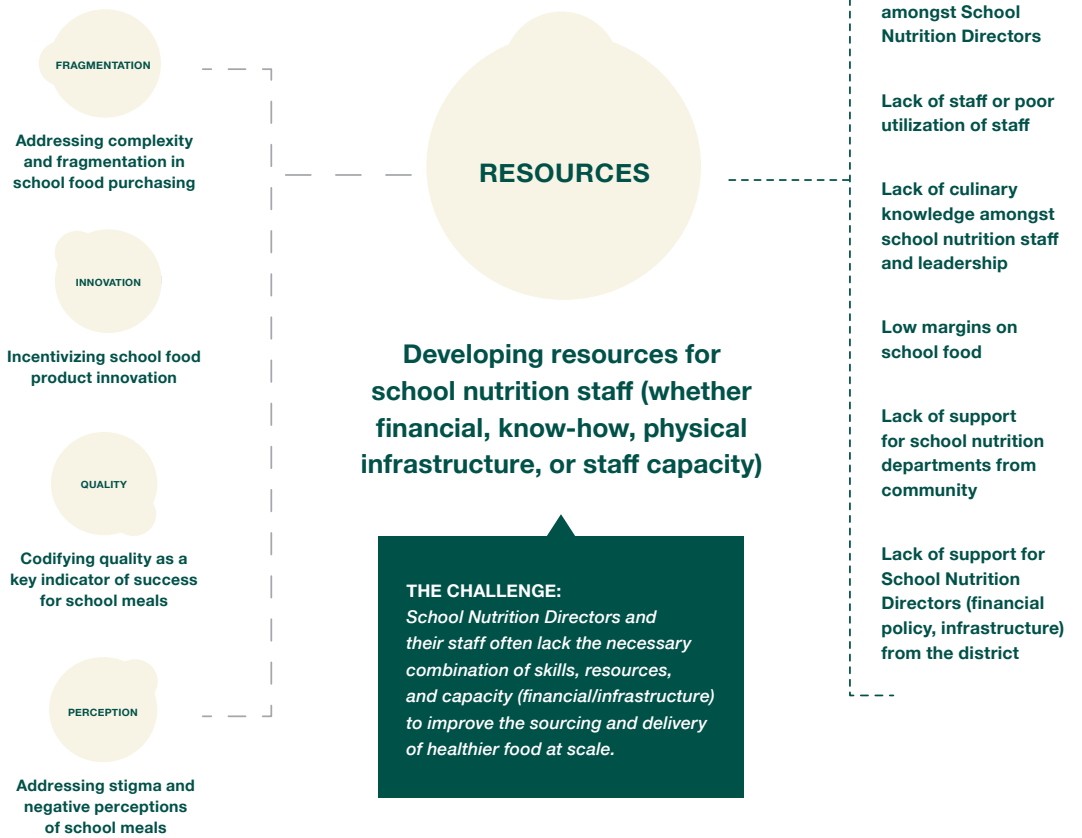 FRAGMENTATION
Addressing complexity
and fragmentation in
school food purchasing
INNOVATION
Incentivizing school food
product innovation
QUALITY
Codifying quality as a
key indicator of success
for school meals
PERCEPTION
Addressing stigma and
negative perceptions
of school meals
RESOURCES
Developing resources for
school nutrition staff (whether
financial, know-how, physical
infrastructure, or staff capacity)
THE CHALLENGE:
School Nutrition Directors and
their staff often lack the necessary
combination of skills, resources,
and capacity (financial/infrastructure)
to improve the sourcing and delivery
of healthier food at scale.
amongst School
Nutrition Directors
Lack of staff or poor
utilization of staff
Lack of culinary
knowledge amongst
school nutrition staff
and leadership
Low margins on
school food
Lack of support
for school nutrition
departments from
community
Lack of support for
School Nutrition
Directors (financial
policy, infrastructure)
from the district